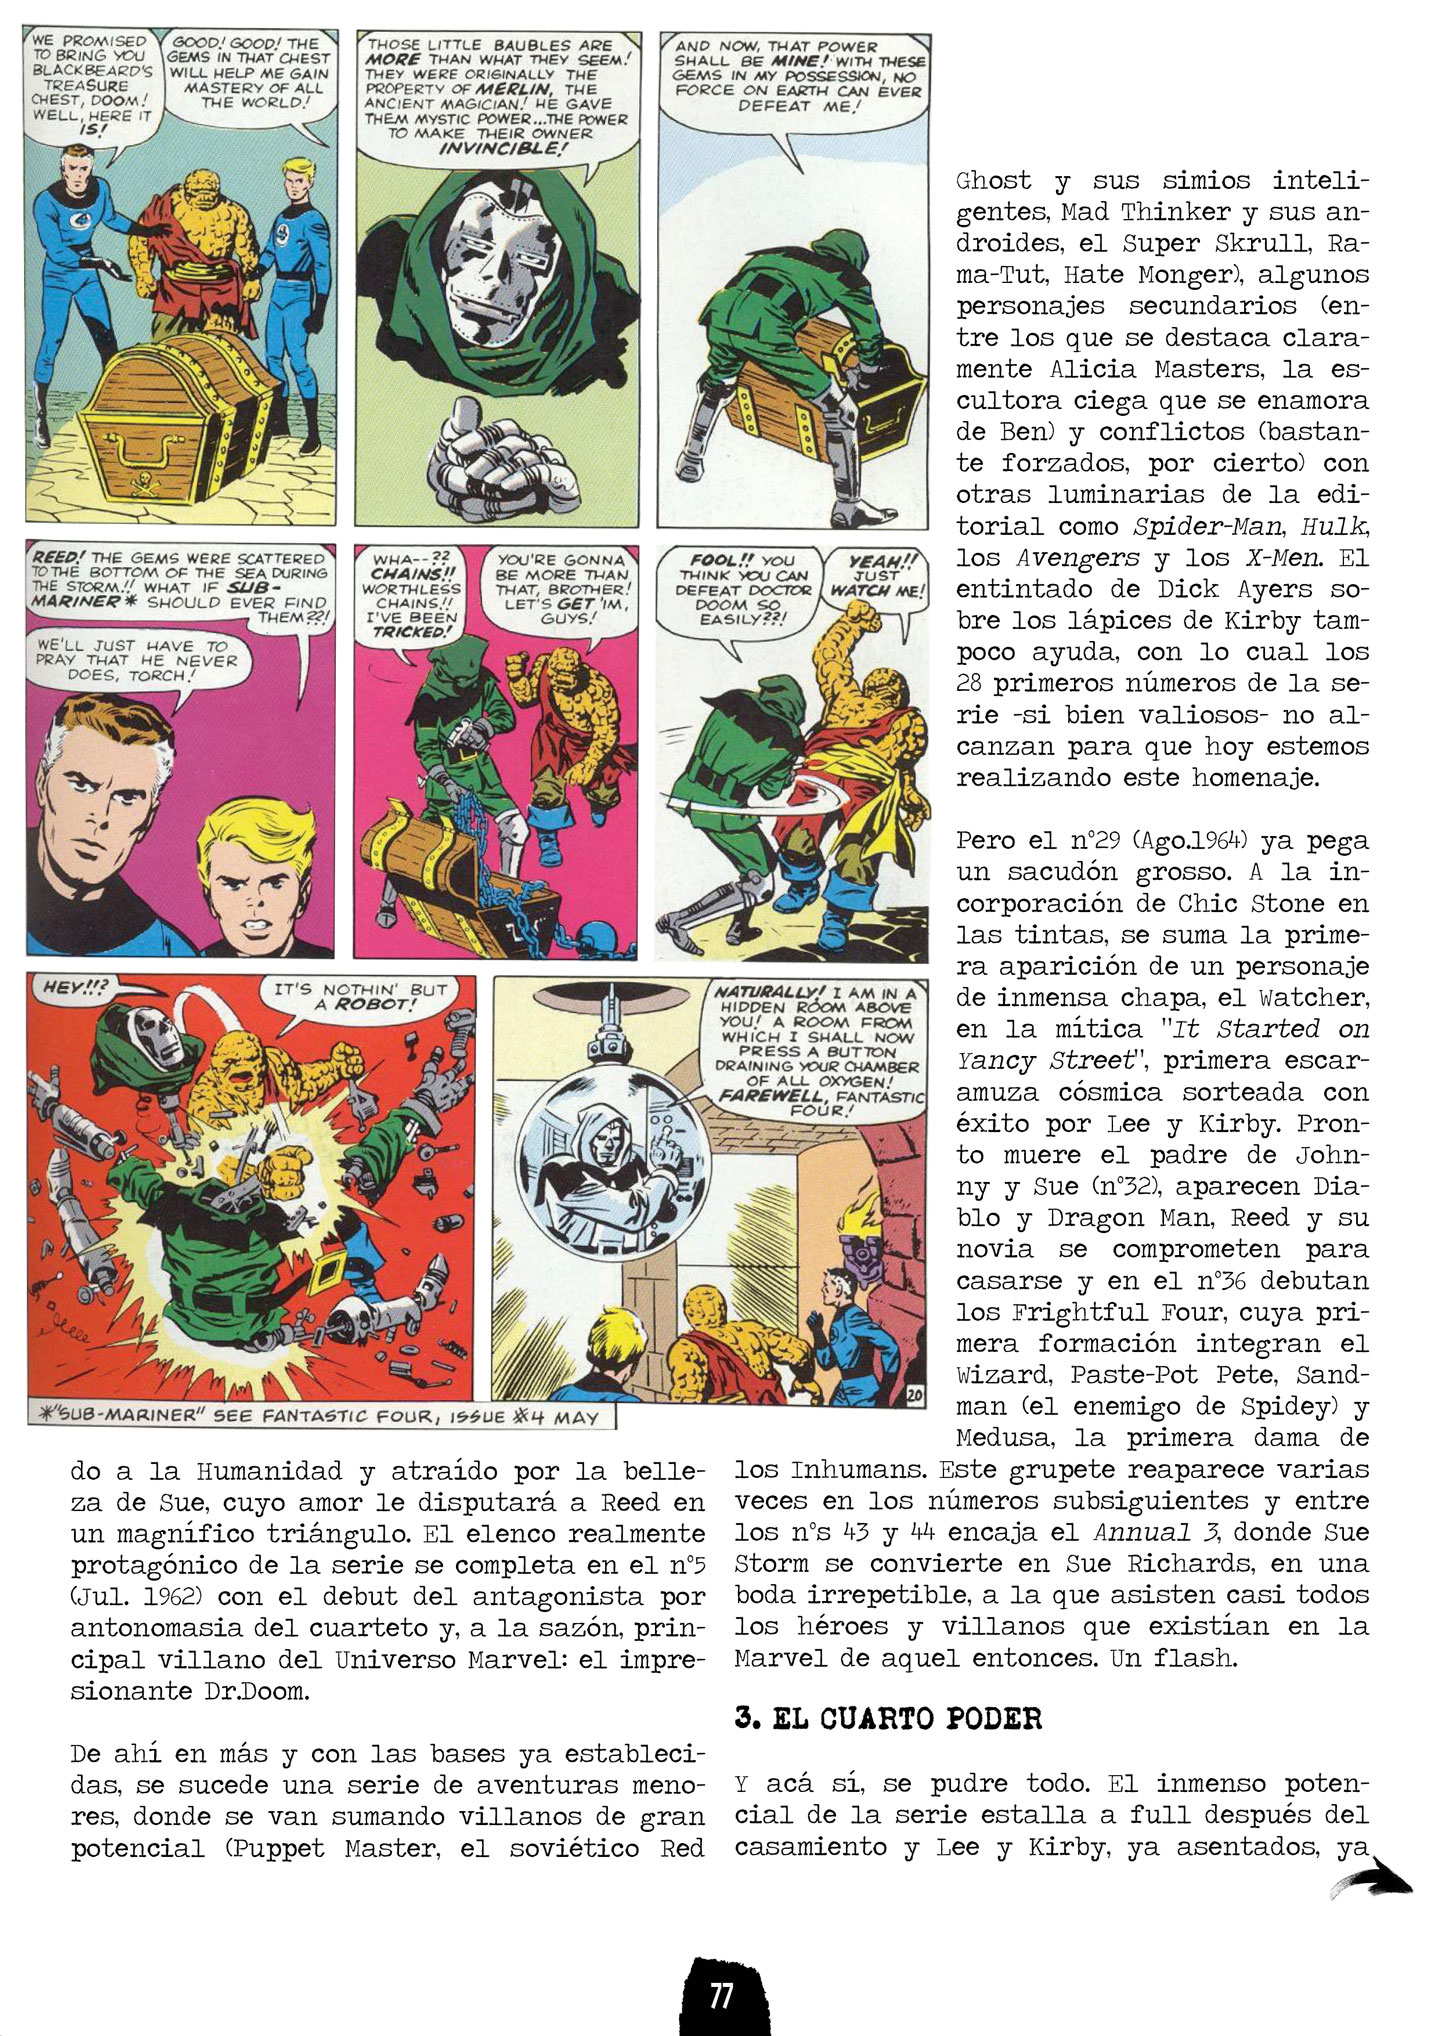 WE PROMISED
TO BRING YOU
BLACKBEARD'S
TREASURE
CHEST, DOOM!
WELL, HERE IT
IS!
GOOD! GOOD! THE
GEMS IN THAT CHEST
WILL HELP ME GAIN
MASTERY OF ALL
THE WORLD!
THOSE LITTLE BAUBLES ARE
MORE THAN WHAT THEY SEEM!
THEY WERE ORIGINALLY THE
PROPERTY OF MERLIN, THE
ANCIENT MAGICIAN! HE GAVE
THEM MYSTIC POWER...THE POWER
TO MAKE THEIR OWNER
INVINCIBLE!
AND NOW, THAT POWER
SHALL BE MINE! WITH THESE
GEMS IN MY POSSESSION, NO
FORCE ON EARTH CAN EVER
DEFEAT ME!
REED! THE GEMS WERE SCATTERED
TO THE BOTTOM OF THE SEA DURING
THE STORM!! WHAT IF SUB-
MARINER* SHOULD EVER FIND
THEM??!
WE'LL JUST HAVE TO
PRAY THAT HE NEVER
DOES, TORCH!
WHA--??
CHAINS!!
WORTHLESS
CHAINS!!
I'VE BEEN
TRICKED!
YOU'RE GONNA
BE MORE THAN
THAT, BROTHER!
LET'S GET 'IM,
GUYS!
FOOL!! YOU
THINK YOU CAN
DEFEAT DOCTOR
DOOM SO
EASILY??!
YEAH!!
JUST
WATCH ME!
HEY!!?
IT'S NOTHIN' BUT
A ROBOT!
NATURALLY! I AM IN A
HIDDEN ROOM ABOVE
YOU! A ROOM FROM
WHICH I SHALL NOW
PRESS A BUTTON
DRAINING YOUR CHAMBER
OF ALL OXYGEN!
FAREWELL, FANTASTIC
FOUR!
20
*"SUB-MARINER" SEE FANTASTIC FOUR, ISSUE #4 MAY
do a la Humanidad y atraído por la belle-
za de Sue, cuyo amor le disputará a Reed en
un magnífico triángulo. El elenco realmente
protagónico de la serie se completa en el n°5
(Jul. 1962) con el debut del antagonista por
antonomasia del cuarteto y, a la sazón, prin-
cipal villano del Universo Marvel: el impre-
sionante Dr.Doom.
De ahí en más y con las bases ya estableci-
das, se sucede una serie de aventuras meno-
res, donde se van sumando villanos de gran
potencial (Puppet Master, el soviético Red
Ghost y sus simios inteli-
gentes, Mad Thinker y sus an-
droides, el Super Skrull, Ra-
ma-Tut, Hate Monger), algunos
personajes secundarios (en-
tre los que se destaca clara-
mente Alicia Masters, la es-
cultora ciega que se enamora
de Ben) y conflictos (bastan-
te forzados, por cierto) con
otras luminarias de la edi-
torial como Spider-Man, Hulk,
los Avengers y los X-Men. El
entintado de Dick Ayers so-
bre los lápices de Kirby tam-
poco ayuda, con lo cual los
28 primeros números de la se-
rie -si bien valiosos- no al-
canzan para que hoy estemos
realizando este homenaje.
Pero el n°29 (Ago.1964) ya pega
un sacudón grosso. A la in-
corporación de Chic Stone en
las tintas, se suma la prime-
ra aparición de un personaje
de inmensa chapa, el Watcher,
en la mítica "It Started on
Yancy Street", primera escar-
amuza cósmica sorteada con
éxito por Lee y Kirby. Pron-
to muere el padre de John-
ny y Sue (n°32), aparecen Dia-
blo y Dragon Man, Reed y su
novia se comprometen para
casarse y en el n°36 debutan
los Frightful Four, cuya pri-
mera formación integran el
Wizard, Paste-Pot Pete, Sand-
man (el enemigo de Spidey) y
Medusa, la primera dama de
los Inhumans. Este grupete reaparece varias
veces en los números subsiguientes y entre
los n°s 43 y 44 encaja el Annual 3, donde Sue
Storm se convierte en Sue Richards, en una
boda irrepetible, a la que asisten casi todos
los héroes y villanos que existían en la
Marvel de aquel entonces. Un flash.
3. EL CUARTO PODER
Y acá sí, se pudre todo. El inmenso poten-
cial de la serie estalla a full después del
casamiento y Lee y Kirby, ya asentados, ya
77